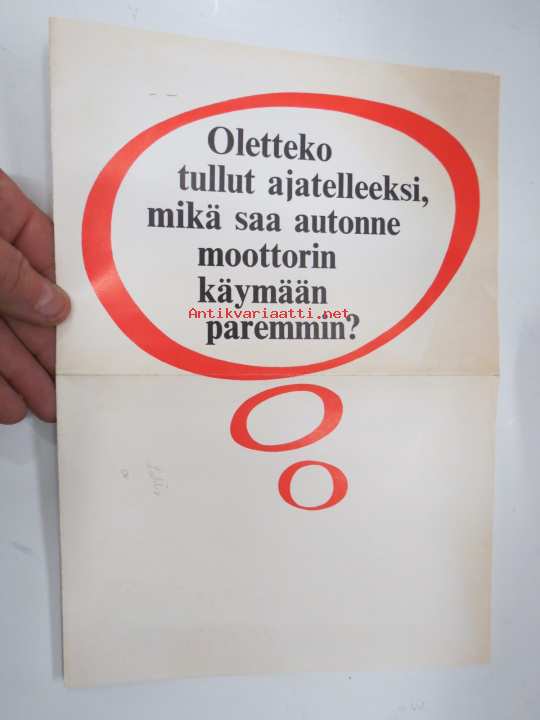 Oletteko
tullut ajatelleeksi,
mikä saa autonne
moottorin
käymään
Antikvariaatti.net
paremmin?